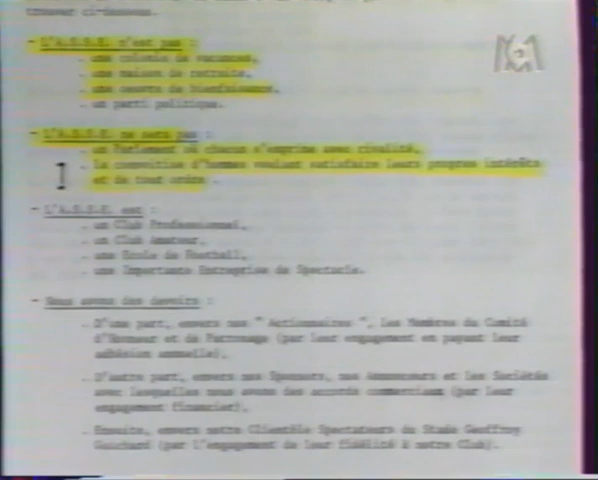 trouver ci-dessous.
- L'A.S.S.E. n'est pas :
. une colonie de vacances,
. une maison de retraite,
. une oeuvre de bienfaisance,
. un parti politique.
- L'A.S.S.E. ne sera pas :
. un Parlement où chacun s'exprime avec rivalité,
. la convoitise d'hommes voulant satisfaire leurs propres intérêts
et de tout ordre.
- L'A.S.S.E. est :
. un Club Professionnel,
. un Club Amateur,
. une Ecole de Football,
. une Importante Entreprise de Spectacle.
- Nous avons des devoirs :
. D'une part, envers nos " Actionnaires ", les Membres du Comité
d'Honneur et de Patronage (par leur engagement en payant leur
adhésion annuelle).
. D'autre part, envers nos Sponsors, nos Annonceurs et les Sociétés
avec lesquelles nous avons des accords commerciaux (par leur
engagement financier).
. Ensuite, envers notre Clientèle Spectateurs du Stade Geoffroy
Guichard (par l'engagement de leur fidélité à notre Club).
M6